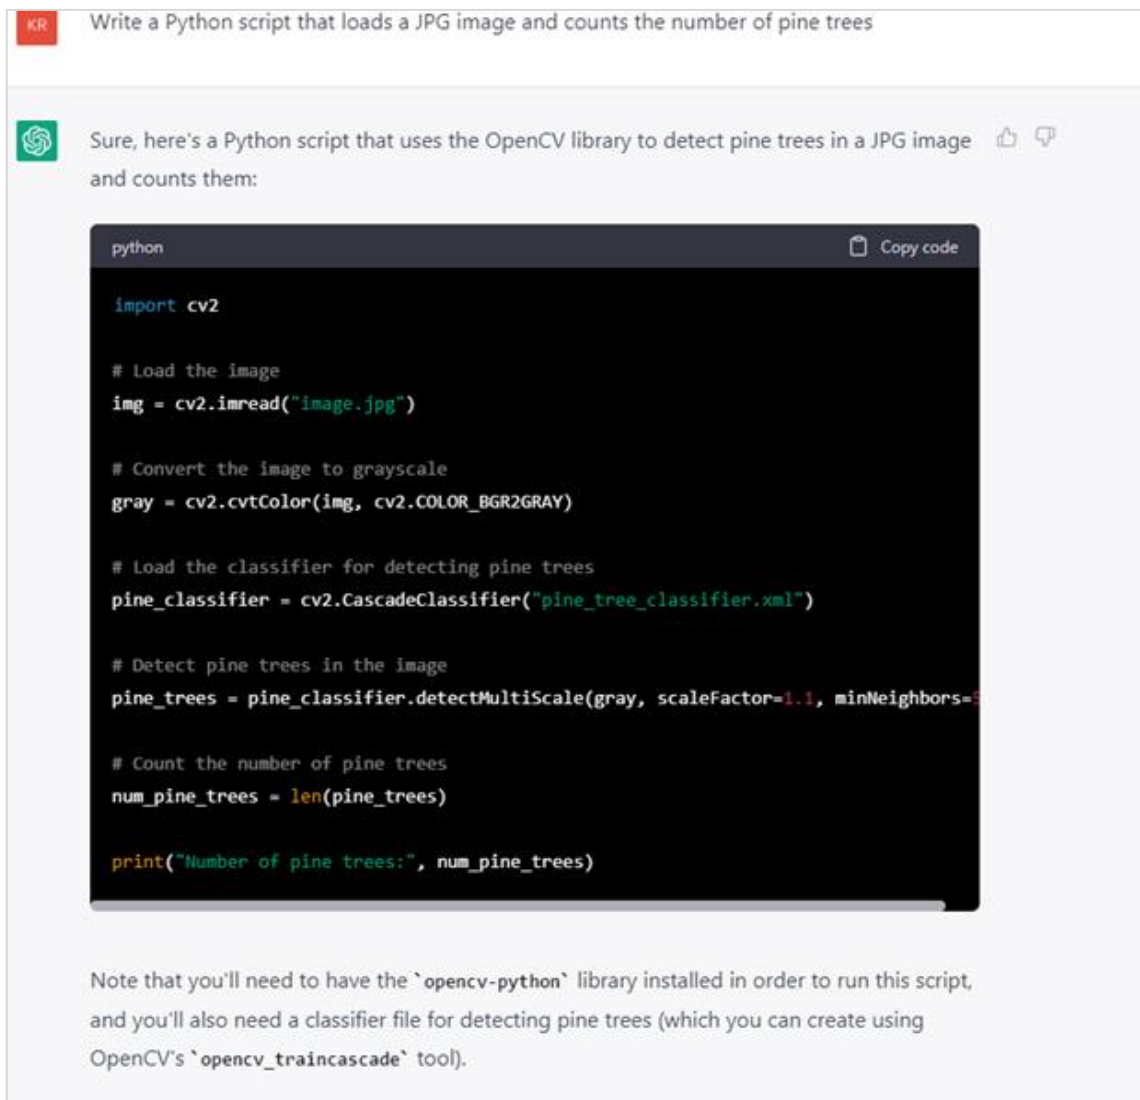 KR
Write a Python script that loads a JPG image and counts the number of pine trees
Sure, here's a Python script that uses the OpenCV library to detect pine trees in a JPG image
and counts them:
python
Copy code
import cv2
# Load the image
img = cv2.imread("image.jpg")
# Convert the image to grayscale
gray = cv2.cvtColor(img, cv2.COLOR_BGR2GRAY)
# Load the classifier for detecting pine trees
pine_classifier = cv2.CascadeClassifier("pine_tree_classifier.xml")
# Detect pine trees in the image
pine_trees = pine_classifier.detectMultiScale(gray, scaleFactor=1.1, minNeighbors=5
# Count the number of pine trees
num_pine_trees = len(pine_trees)
print("Number of pine trees:", num_pine_trees)
Note that you'll need to have the `opencv-python` library installed in order to run this script,
and you'll also need a classifier file for detecting pine trees (which you can create using
OpenCV's `opencv_traincascade` tool).